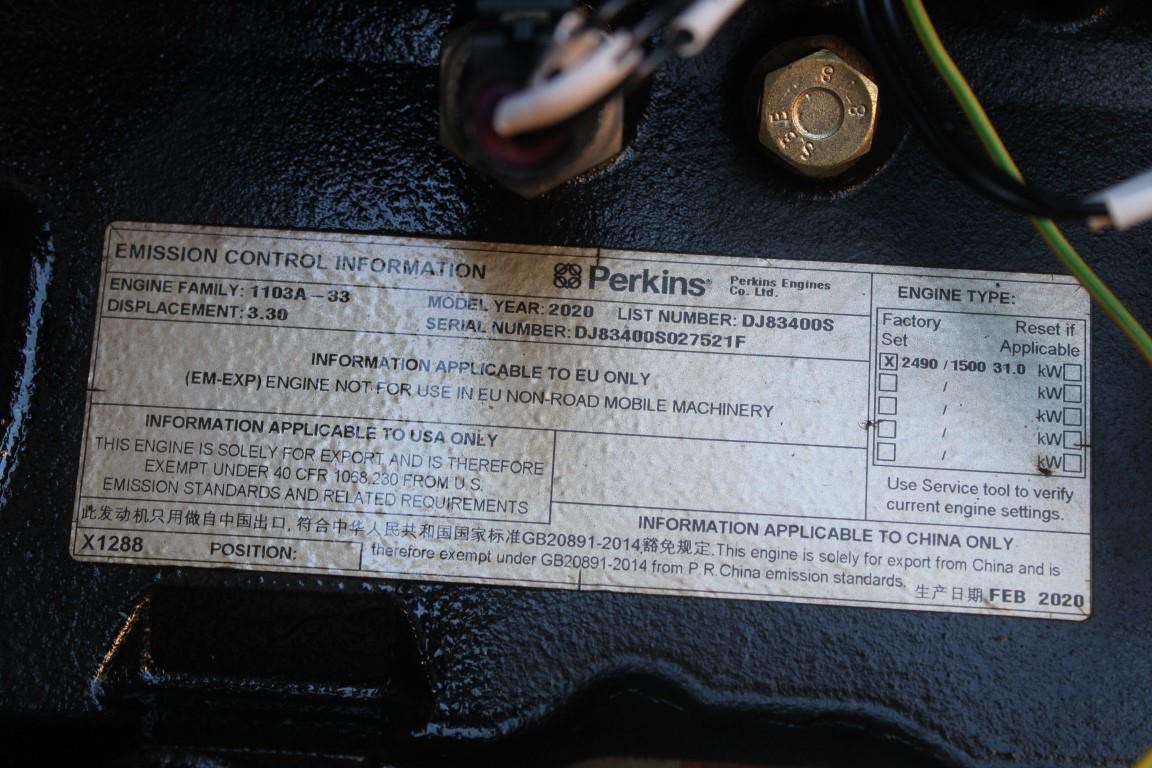 8.8
S3E
EMISSION CONTROL INFORMATION
Perkins®
Perkins Engines
Co. Ltd.
ENGINE FAMILY: 1103A – 33
MODEL YEAR: 2020
LIST NUMBER: DJ83400S
DISPLACEMENT: 3.30
SERIAL NUMBER: DJ83400S027521F
INFORMATION APPLICABLE TO EU ONLY
(EM-EXP) ENGINE NOT FOR USE IN EU NON-ROAD MOBILE MACHINERY
INFORMATION APPLICABLE TO USA ONLY
THIS ENGINE IS SOLELY FOR EXPORT AND IS THEREFORE
EXEMPT UNDER 40 CFR 1068.230 FROM U.S.
EMISSION STANDARDS AND RELATED REQUIREMENTS
ENGINE TYPE:
Factory Set
Reset if Applicable
X 2490 / 1500 31.0 kW
/ kW
/ kW
/ kW
/ kW
Use Service tool to verify
current engine settings.
INFORMATION APPLICABLE TO CHINA ONLY
此发动机只用做自中国出口, 符合中华人民共和国国家标准GB20891-2014豁免规定.This engine is solely for export from China and is
therefore exempt under GB20891-2014 from P.R.China emission standards.
X1288
POSITION:
生产日期 FEB 2020